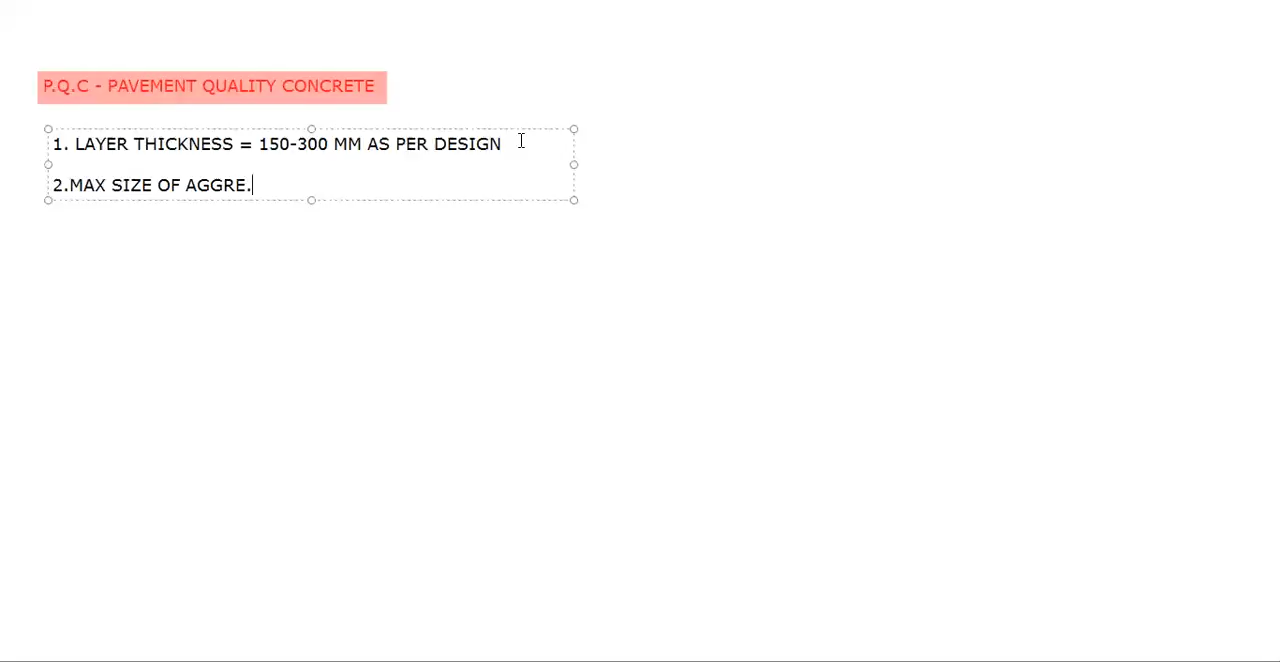 P.Q.C - PAVEMENT QUALITY CONCRETE
1. LAYER THICKNESS = 150-300 MM AS PER DESIGN
2.MAX SIZE OF AGGRE.